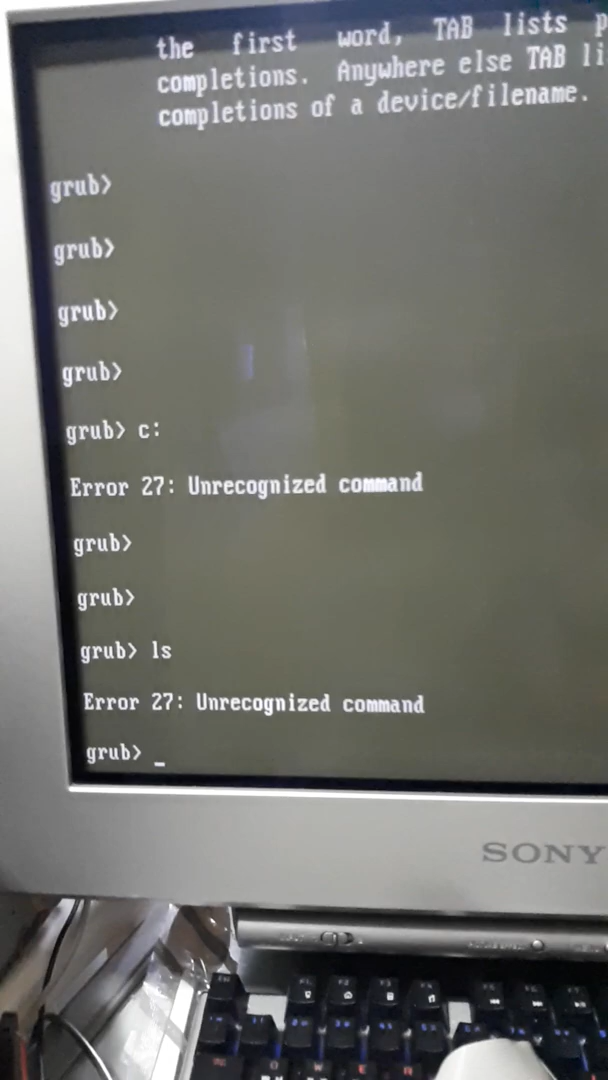 the first word, TAB lists p
completions. Anywhere else TAB li
completions of a device/filename.
grub>
grub>
grub>
grub>
grub> c:
Error 27: Unrecognized command
grub>
grub>
grub> ls
Error 27: Unrecognized command
grub> _
SONY